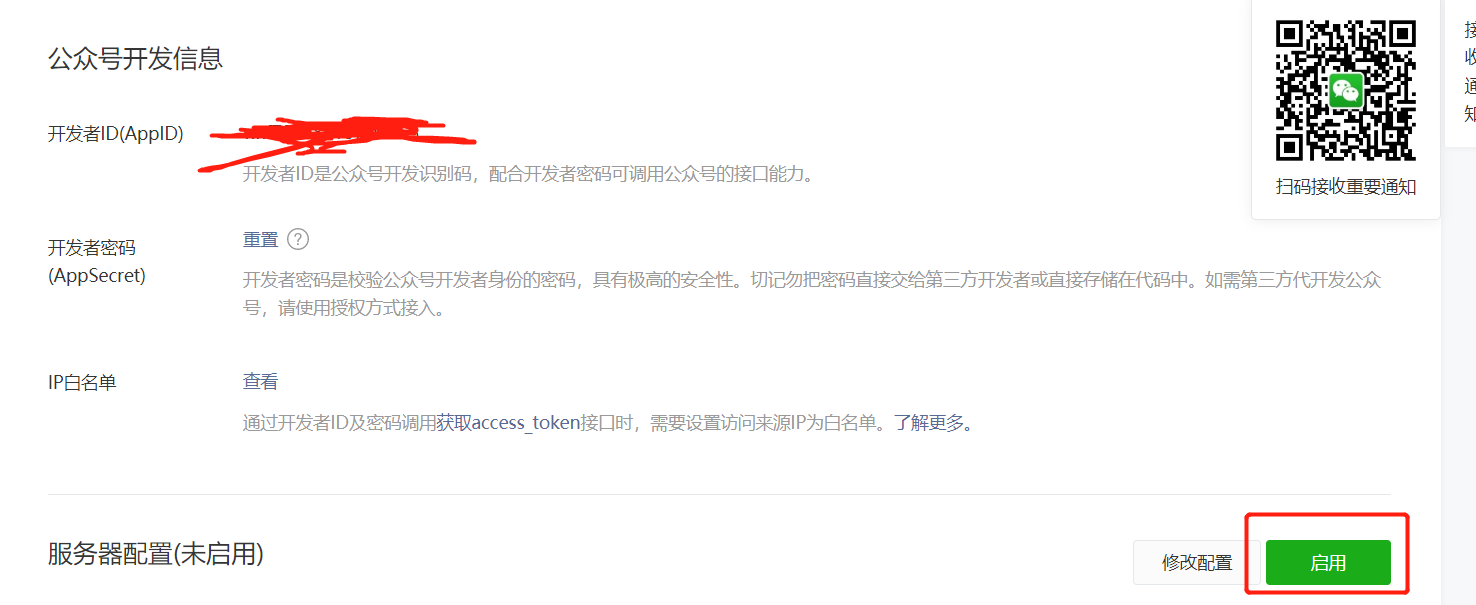 公众号开发信息
开发者ID(AppID)
开发者ID是公众号开发识别码，配合开发者密码可调用公众号的接口能力。
开发者密码
(AppSecret)
重置 ?
开发者密码是校验公众号开发者身份的密码，具有极高的安全性。切记勿把密码直接交给第三方开发者或直接存储在代码中。如需第三方代开发公众
号，请使用授权方式接入。
IP白名单
查看
通过开发者ID及密码调用获取access_token接口时，需要设置访问来源IP为白名单。了解更多。
服务器配置(未启用)
修改配置
启用
扫码接收重要通知
接
收
通
知